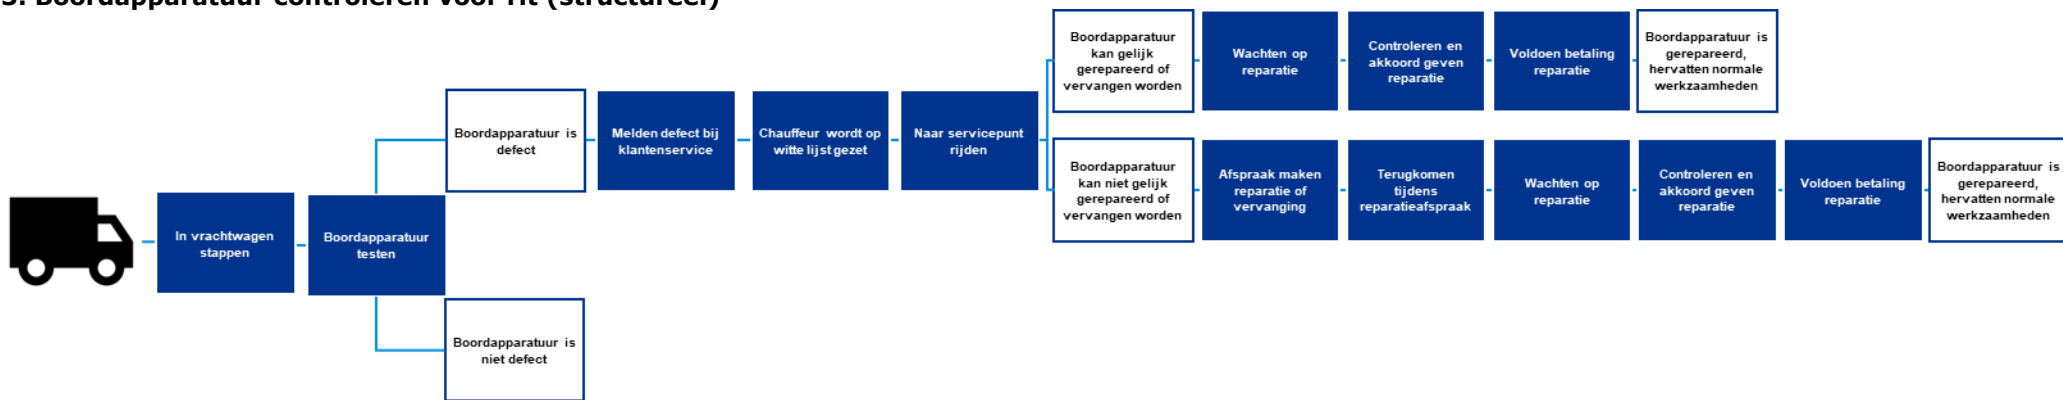 3. Boordapparatuur controleren voor rit (structureel)
In vrachtwagen
stappen
Boordapparatuur
testen
Boordapparatuur is
defect
Melden defect bij
klantenservice
Chauffeur wordt op
witte lijst gezet
Naar servicepunt
rijden
Boordapparatuur
kan gelijk
gerepareerd of
vervangen worden
Wachten op
reparatie
Controleren en
akkoord geven
reparatie
Voldoen betaling
reparatie
Boordapparatuur is
gerepareerd,
hervatten normale
werkzaamheden
Boordapparatuur
kan niet gelijk
gerepareerd of
vervangen worden
Afspraak maken
reparatie of
vervanging
Terugkomen
tijdens
reparatieafspraak
Wachten op
reparatie
Controleren en
akkoord geven
reparatie
Voldoen betaling
reparatie
Boordapparatuur is
gerepareerd,
hervatten normale
werkzaamheden
Boordapparatuur is
niet defect